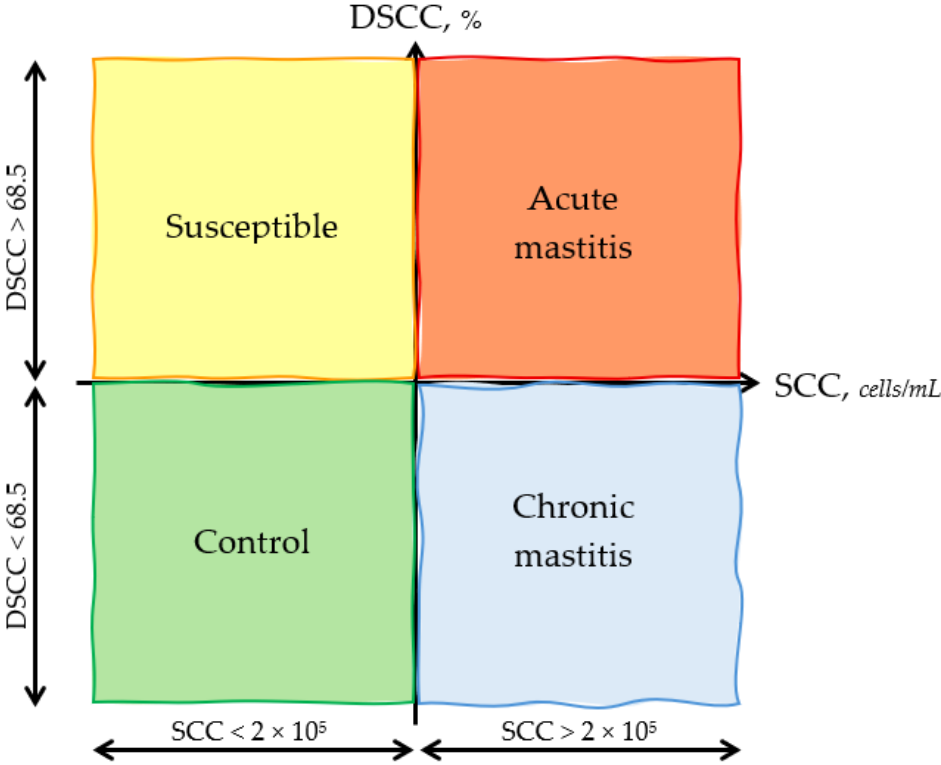 DSCC, %
DSCC > 68.5
Susceptible
Acute
mastitis
SCC, cells/mL
DSCC < 68.5
Control
Chronic
mastitis
SCC < 2 × 10⁵
SCC > 2 × 10⁵